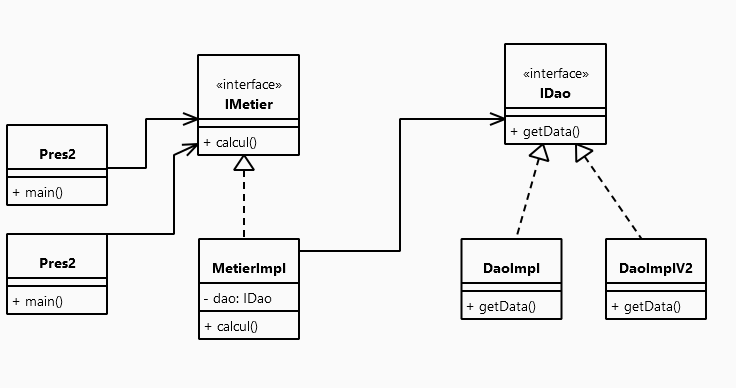 «interface»
IMetier
+ calcul()
«interface»
IDao
+ getData()
Pres2
+ main()
Pres2
+ main()
MetierImpl
- dao: IDao
+ calcul()
DaoImpl
+ getData()
DaoImplV2
+ getData()